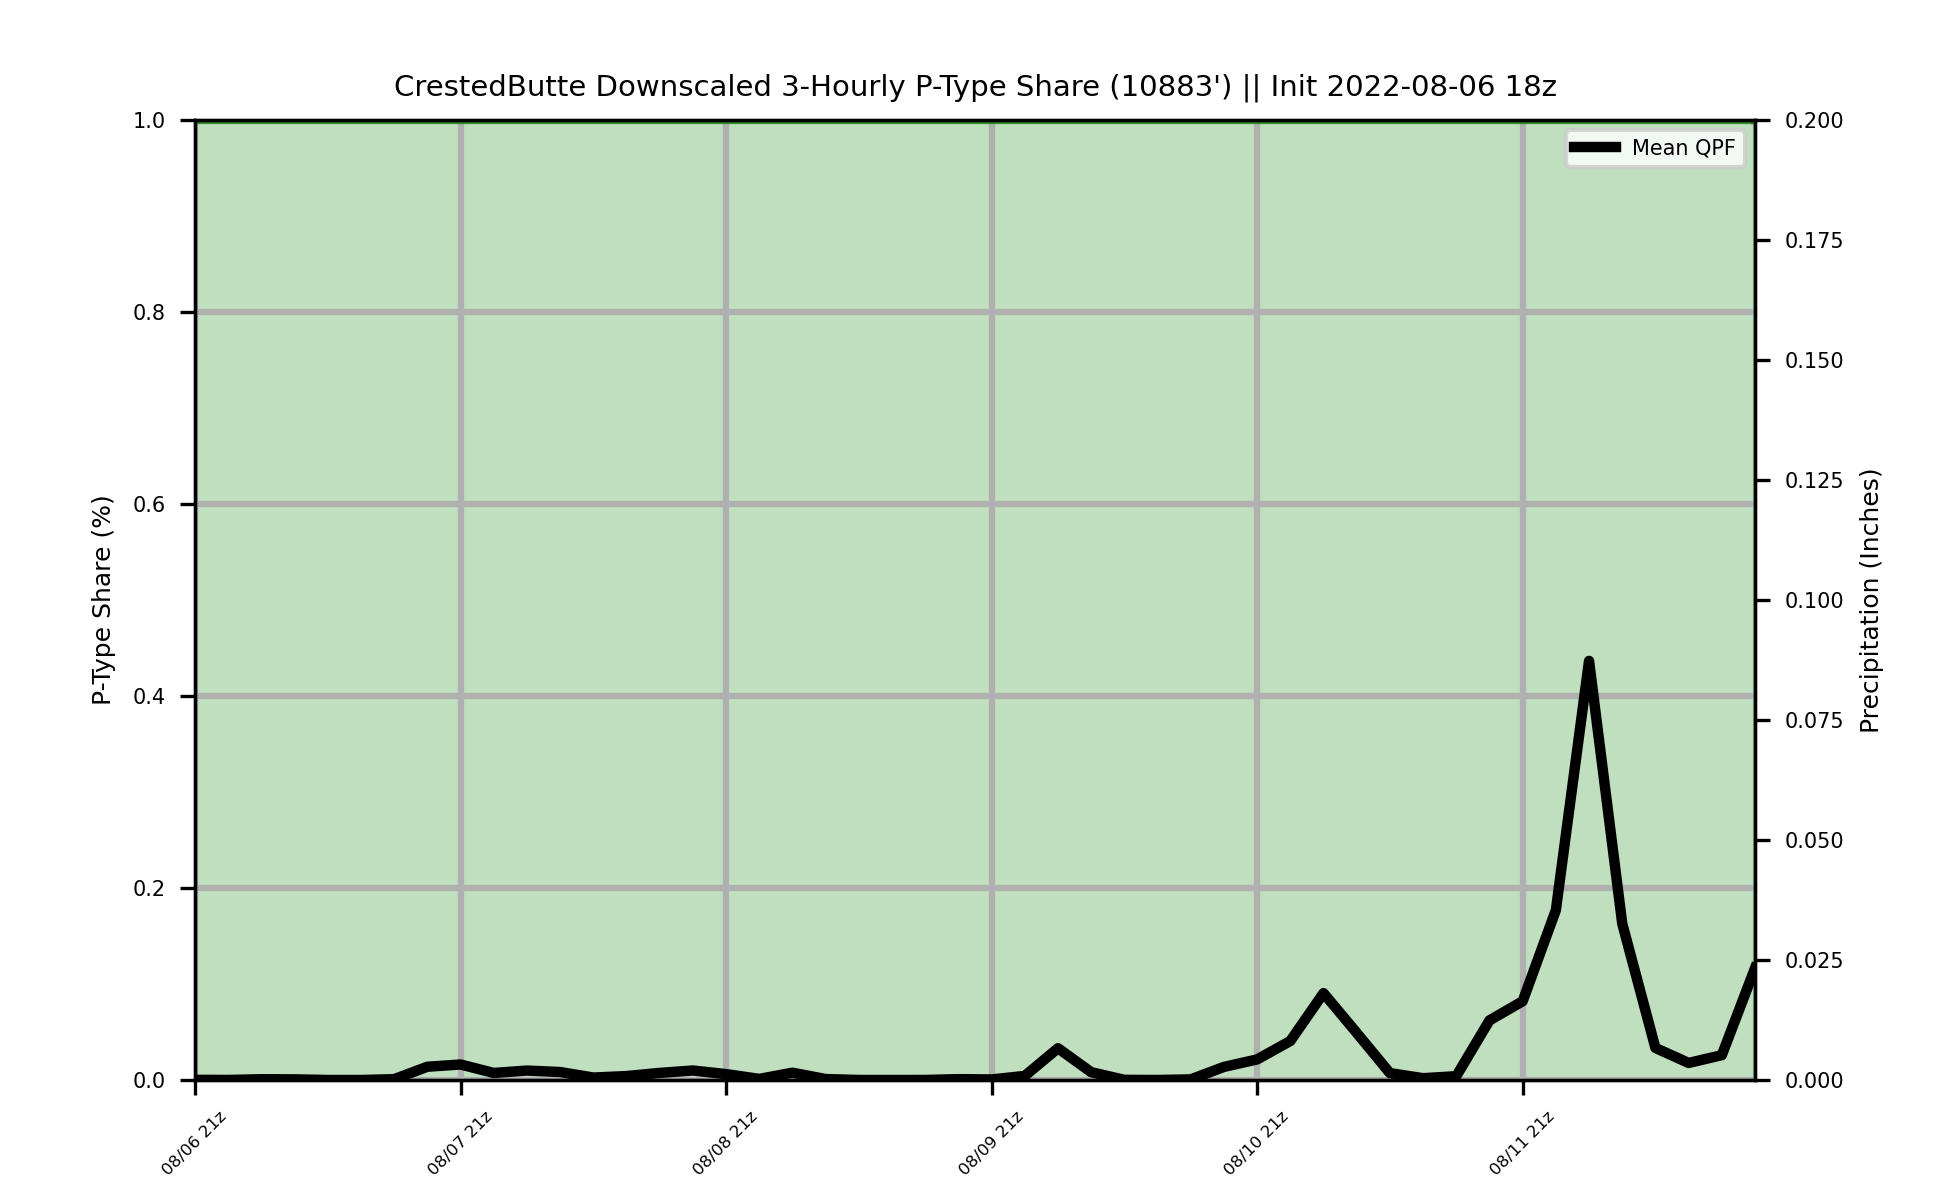 CrestedButte Downscaled 3-Hourly P-Type Share (10883') || Init 2022-08-06 18z
Mean QPF
P-Type Share (%)
1.0
0.8
0.6
0.4
0.2
0.0
0.200
0.175
0.150
0.125
0.100
0.075
0.050
0.025
0.000
Precipitation (Inches)
08/06 21z
08/07 21z
08/08 21z
08/09 21z
08/10 21z
08/11 21z